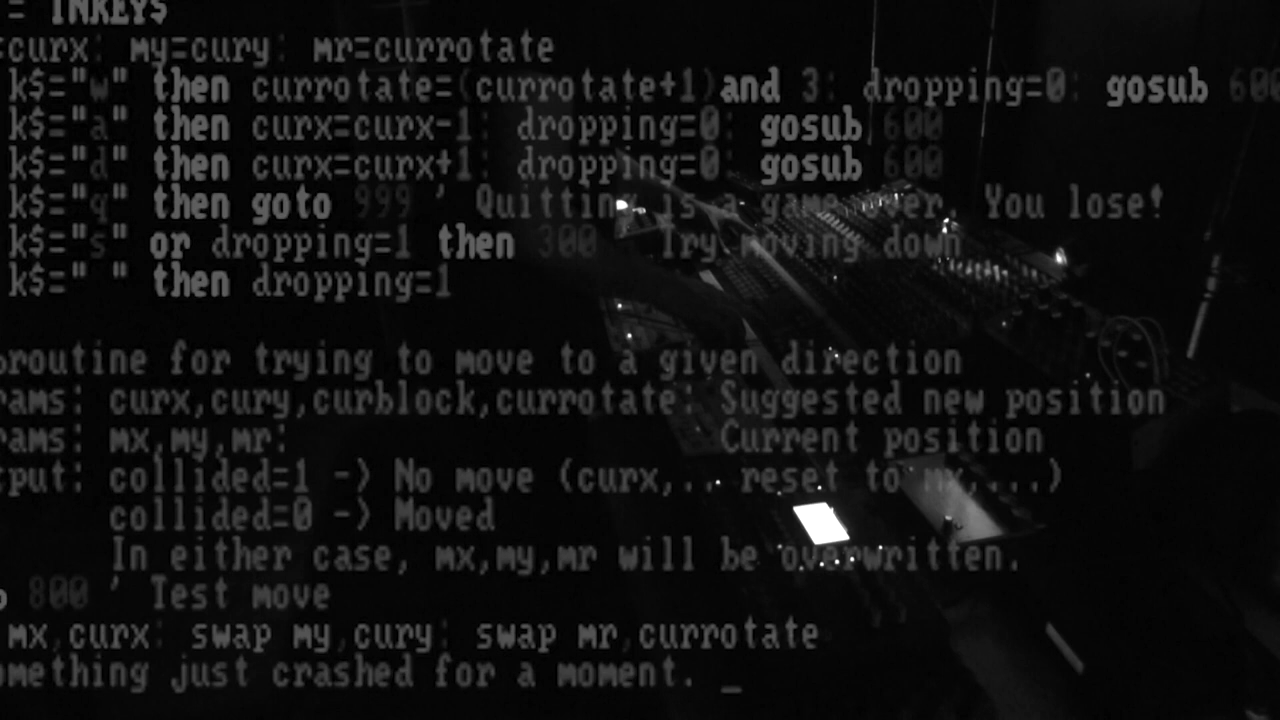 = INKEY$
=curx: my=cury: mr=currotate
k$="w" then currotate=(currotate+1)and 3: dropping=0: gosub 600
k$="a" then curx=curx-1: dropping=0: gosub 600
k$="d" then curx=curx+1: dropping=0: gosub 600
k$="q" then goto 999 ' Quitting is a game over. You lose!
k$="s" or dropping=1 then 300 ' Try moving down
k$=" " then dropping=1
routine for trying to move to a given direction
ams: curx,cury,curblock,currotate: Suggested new position
ams: mx,my,mr: Current position
put: collided=1 -> No move (curx,.. reset to mx,...)
collided=0 -> Moved
In either case, mx,my,mr will be overwritten.
800 ' Test move
mx,curx: swap my,cury: swap mr,currotate
mething just crashed for a moment. _